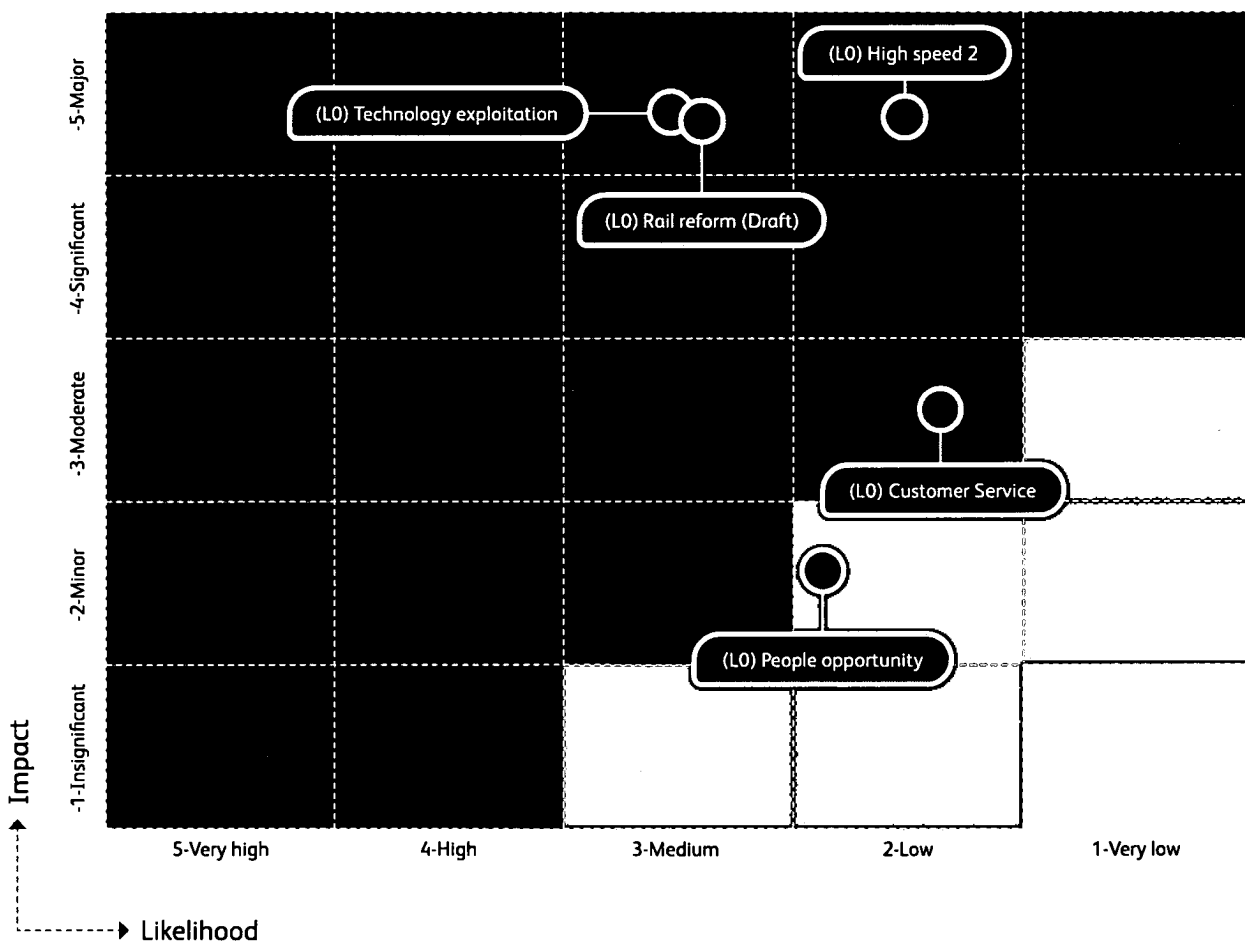 -5-Major
(L0) High speed 2
(L0) Technology exploitation
(L0) Rail reform (Draft)
-4-Significant
-3-Moderate
(L0) Customer Service
-2-Minor
(L0) People opportunity
-1-Insignificant
Impact
5-Very high
4-High
3-Medium
2-Low
1-Very low
Likelihood